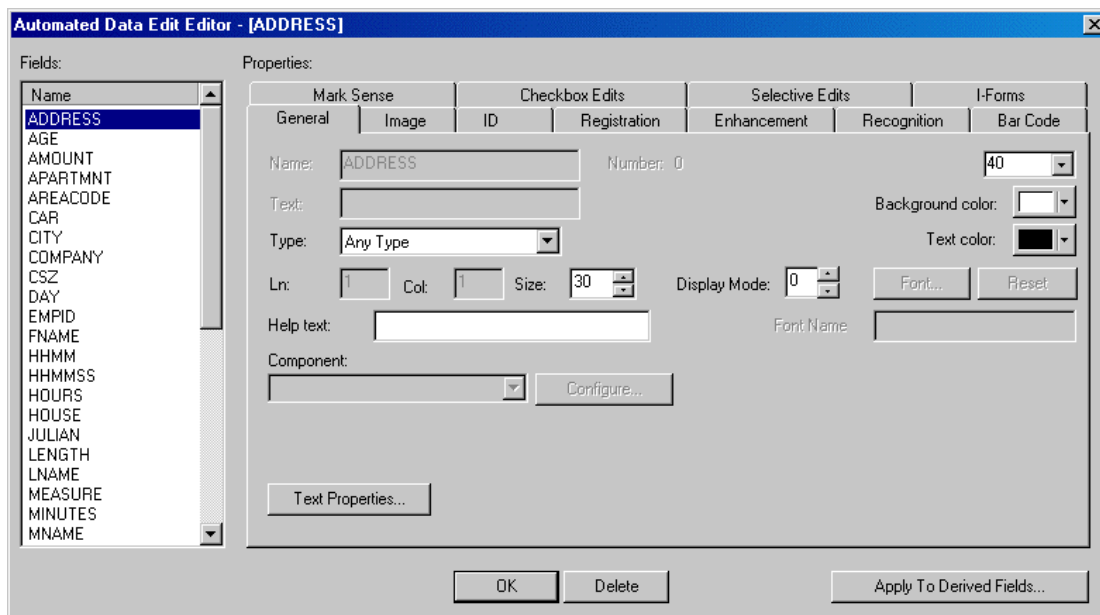 Automated Data Edit Editor - [ADDRESS]
Fields:
Properties:
Name
ADDRESS
AGE
AMOUNT
APARTMNT
AREACODE
CAR
CITY
COMPANY
CSZ
DAY
EMPID
FNAME
HHMM
HHMMSS
HOURS
HOUSE
JULIAN
LENGTH
LNAME
MEASURE
MINUTES
MNAME
Mark Sense Checkbox Edits Selective Edits I-Forms
General Image ID Registration Enhancement Recognition Bar Code
Name: ADDRESS Number: 0 40
Text: Background color:
Type: Any Type Text color:
Ln: 1 Col: 1 Size: 30 Display Mode: 0 Font... Reset
Help text: Font Name
Component:
Configure...
Text Properties...
OK Delete Apply To Derived Fields...